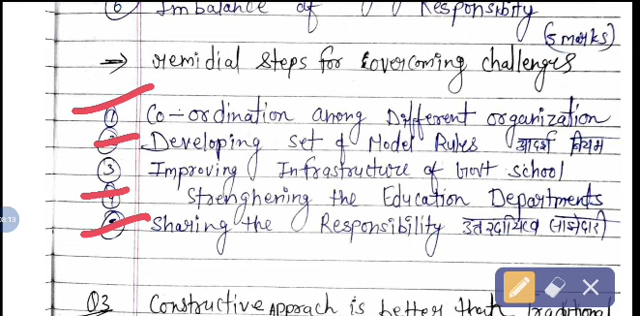 ⑥ Imbalance of Responsibity
(5 marks)
→ remidial steps for overcoming challenges
① Co-ordination among Different organization
② Developing set of Model Rules आदर्श नियम
③ Improving Infrastructure of Govt school
④ Strenghening the Education Departments
⑤ Sharing the Responsibility उत्तरदायित्व (साझेदारी)
Q3 Constructive Approach is better that traditional